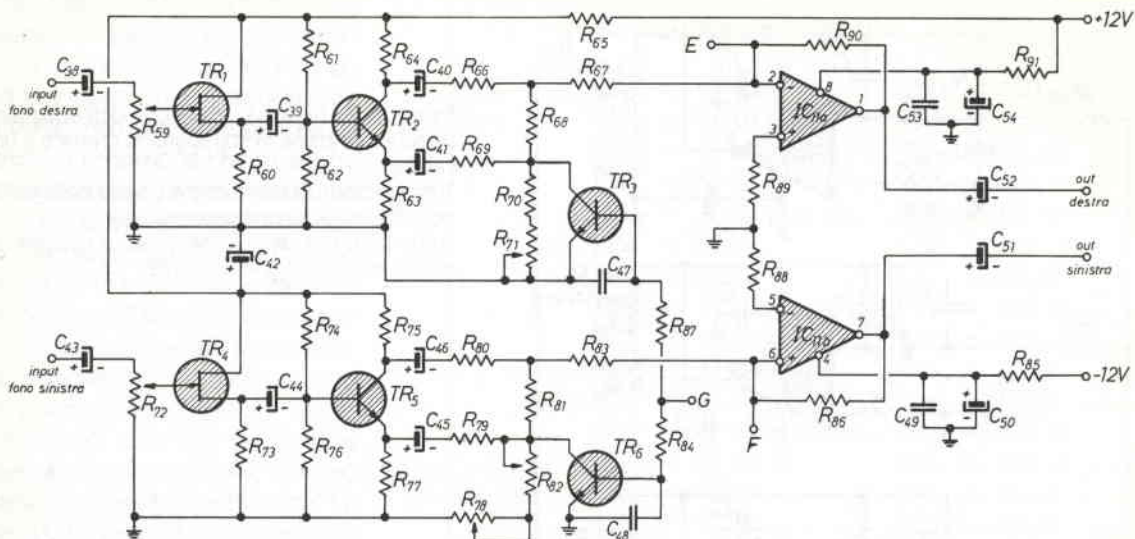 +12V
R65
E
R90
R61
R64
C40
R66
R67
R91
C38
TR1
input
fono destra
R59
C39
TR2
R68
2
-
8
IC11a
1
3
+
C53
C54
C41
R69
R60
R62
R63
R70
TR3
R89
C52
out
destra
R71
C42
C47
C51
out
sinistra
R74
R75
R87
R88
5
-
IC11b
7
6
+
4
C43
TR4
C46
R80
R83
input
fono sinistra
R72
C44
TR5
R81
G
R85
-12V
R86
C49
C50
C45
R79
R84
F
R73
R76
R77
R82
TR6
R78
C48